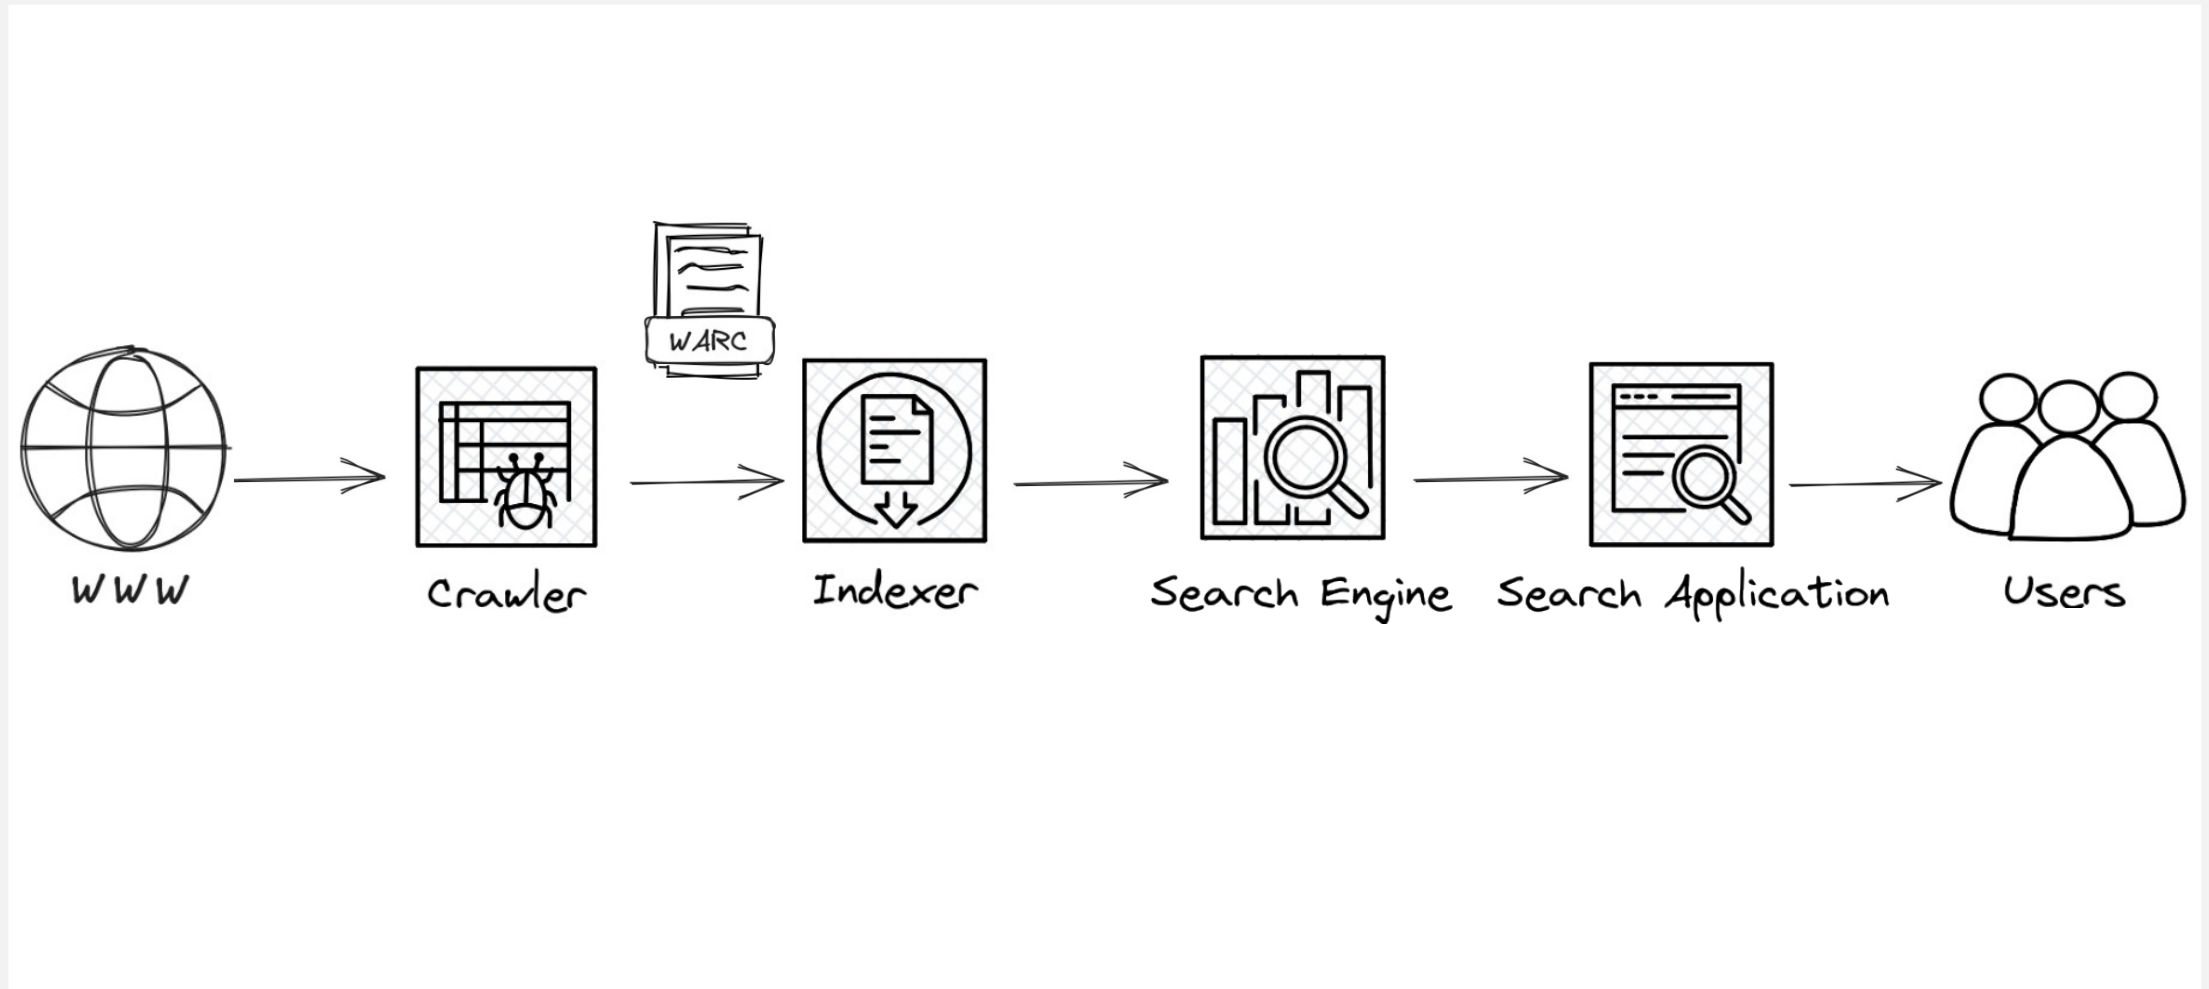 WARC
WWW
Crawler
Indexer
Search Engine
Search Application
Users